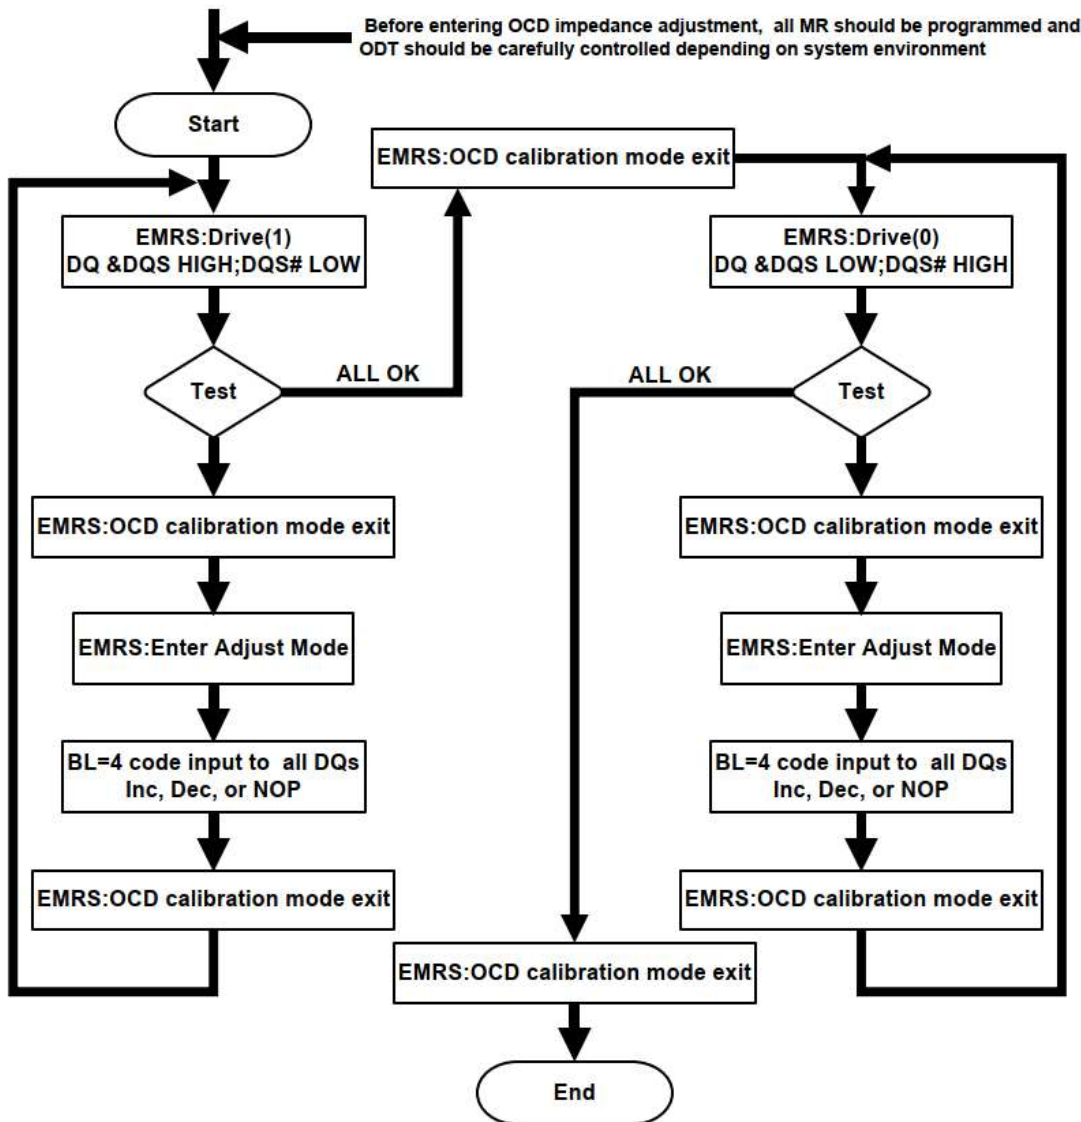 Before entering OCD impedance adjustment, all MR should be programmed and
ODT should be carefully controlled depending on system environment
Start
EMRS:OCD calibration mode exit
EMRS:Drive(1)
DQ &DQS HIGH;DQS# LOW
EMRS:Drive(0)
DQ &DQS LOW;DQS# HIGH
Test
ALL OK
ALL OK
Test
EMRS:OCD calibration mode exit
EMRS:OCD calibration mode exit
EMRS:Enter Adjust Mode
EMRS:Enter Adjust Mode
BL=4 code input to all DQs
Inc, Dec, or NOP
BL=4 code input to all DQs
Inc, Dec, or NOP
EMRS:OCD calibration mode exit
EMRS:OCD calibration mode exit
EMRS:OCD calibration mode exit
End